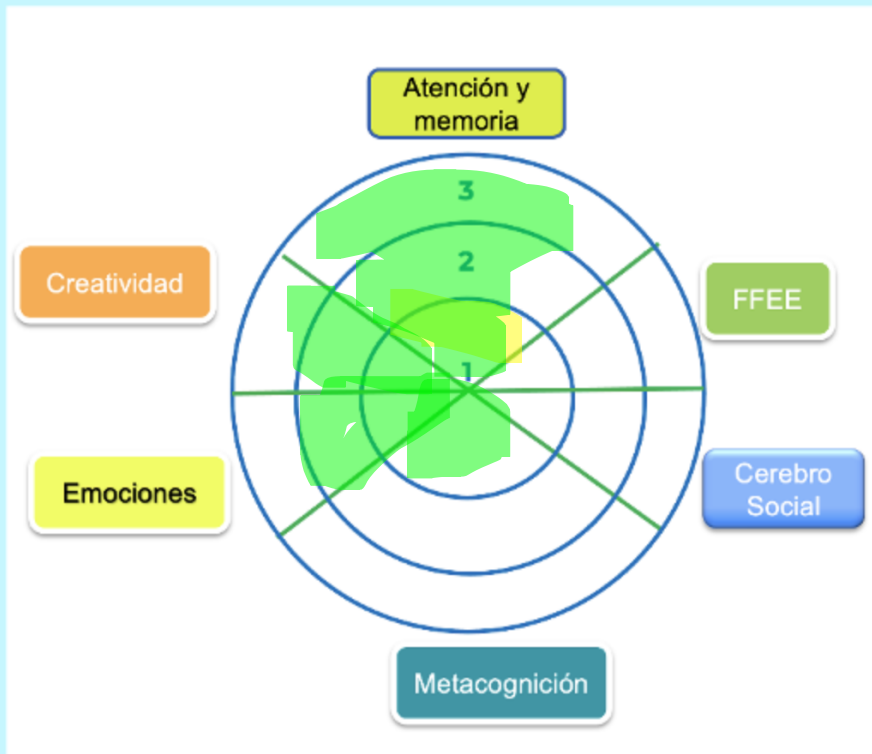 Atención y
memoria
3
Creatividad
2
FFEE
1
Emociones
Cerebro
Social
Metacognición